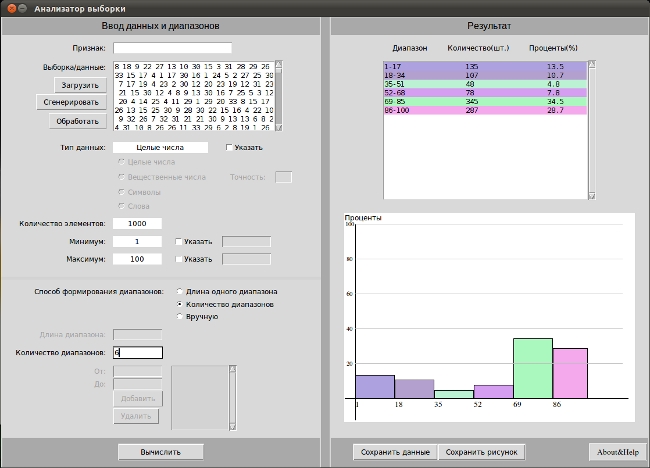 Анализатор выборки
Ввод данных и диапазонов
Признак:
Выборка/данные:
8 18 9 22 27 13 10 30 15 3 31 28 29 26
33 15 17 4 1 17 30 16 1 24 5 2 27 25 30
7 17 19 4 23 2 30 12 20 23 19 12 31 23
21 15 30 12 4 8 9 13 30 16 7 25 5 3 12
20 4 14 25 4 11 29 1 29 20 33 8 15 17
26 13 15 25 30 9 28 30 22 15 16 4 22 10
9 32 26 7 32 31 21 21 30 9 13 13 6 8 2
4 31 10 8 26 26 11 33 29 6 2 8 19 1 26
Загрузить
Сгенерировать
Обработать
Тип данных:
Целые числа
Указать
Целые числа
Вещественные числа
Точность:
Символы
Слова
Количество элементов:
1000
Минимум:
1
Указать
Максимум:
100
Указать
Способ формирования диапазонов:
Длина одного диапазона
Количество диапазонов
Вручную
Длина диапазона:
Количество диапазонов:
6
От:
До:
Добавить
Удалить
Вычислить
Результат
Диапазон Количество(шт.) Проценты(%)
1-17 135 13.5
18-34 107 10.7
35-51 48 4.8
52-68 78 7.8
69-85 345 34.5
86-100 287 28.7
Проценты
100
80
60
40
20
1 18 35 52 69 86
Сохранить данные
Сохранить рисунок
About&Help